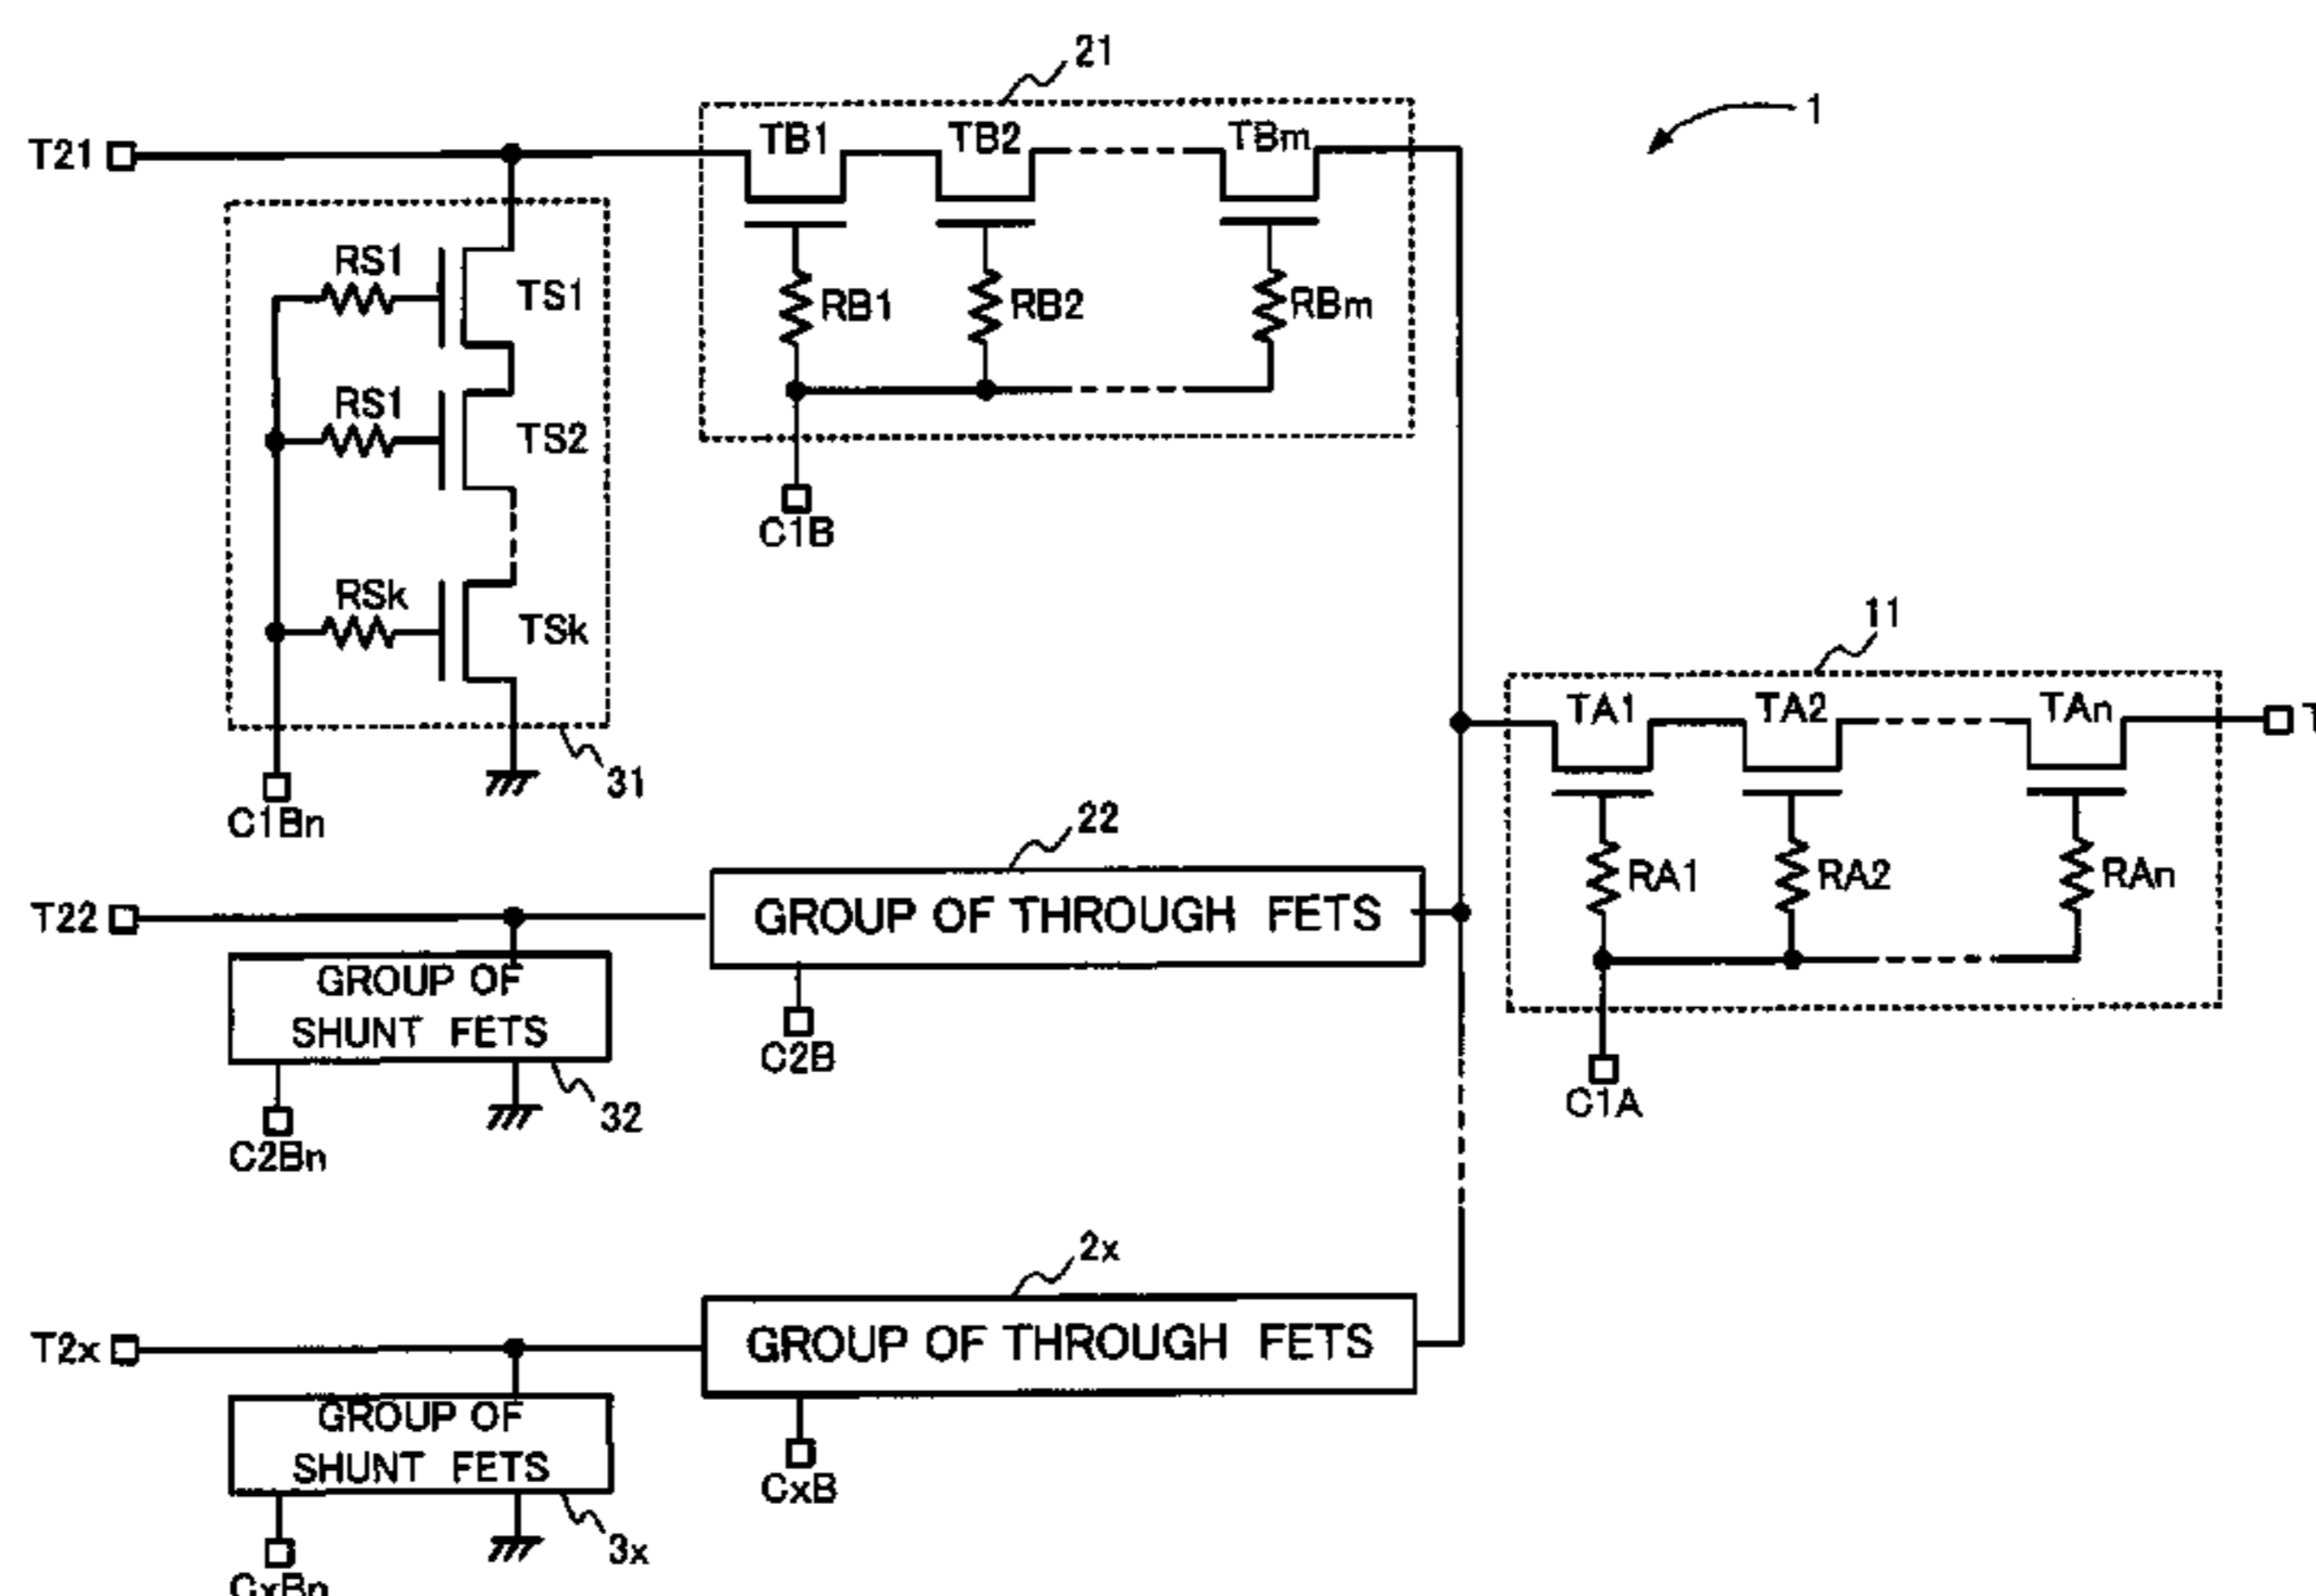 21
1
T21
TB1
TB2
TBm
RS1
TS1
RB1
RB2
RBm
RS1
TS2
C1B
RSk
TSk
11
TA1
TA2
TAn
31
C1Bn
22
RA1
RA2
RAn
T22
GROUP OF THROUGH FETS
GROUP OF
SHUNT FETS
C2B
32
C1A
C2Bn
2x
T2x
GROUP OF THROUGH FETS
GROUP OF
SHUNT FETS
CxB
3x
CxBn